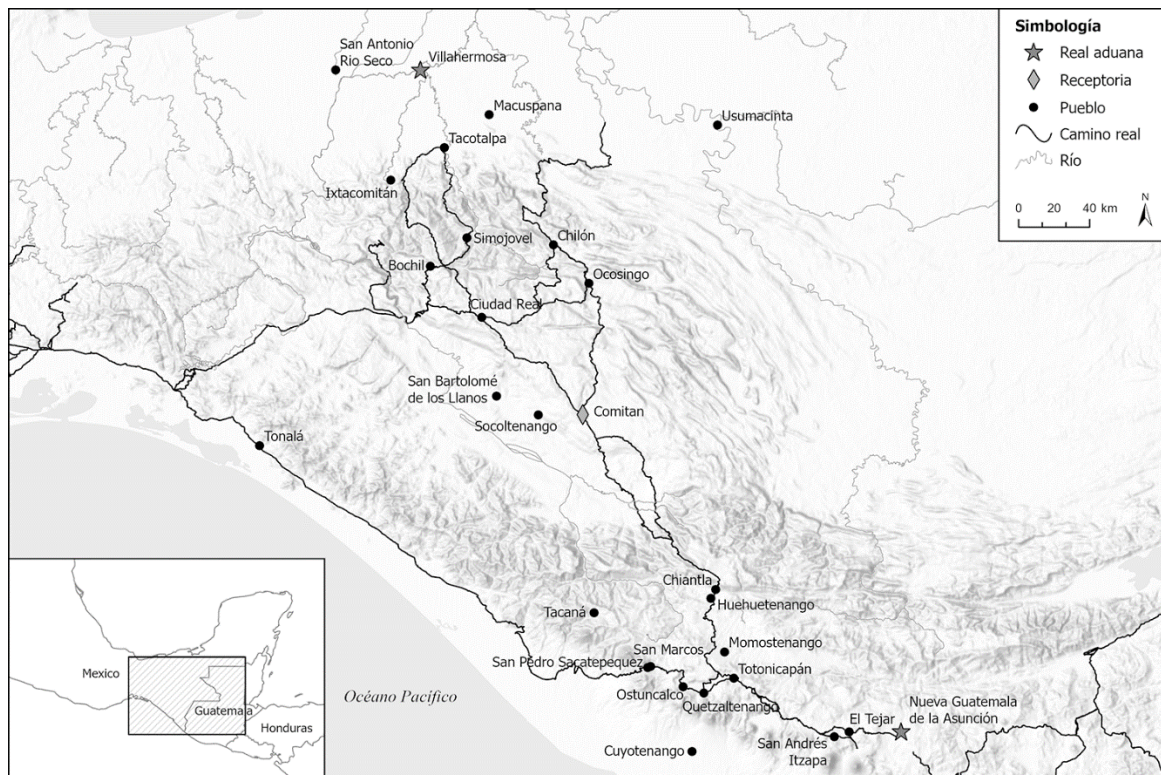 Simbología
Real aduana
Receptoria
Pueblo
Camino real
Río
0 20 40 km
N
San Antonio
Rio Seco
Villahermosa
Macuspana
Usumacinta
Tacotalpa
Ixtacomitán
Simojovel
Chilón
Bochil
Ocosingo
Ciudad Real
San Bartolomé
de los Llanos
Socoltenango
Comitan
Tonalá
Chiantla
Huehuetenango
Tacaná
Momostenango
San Marcos
San Pedro Sacatepequez
Totonicapán
Ostuncalco
Quetzaltenango
Nueva Guatemala
de la Asunción
El Tejar
San Andrés
Itzapa
Cuyotenango
Océano Pacífico
Mexico
Guatemala
Honduras